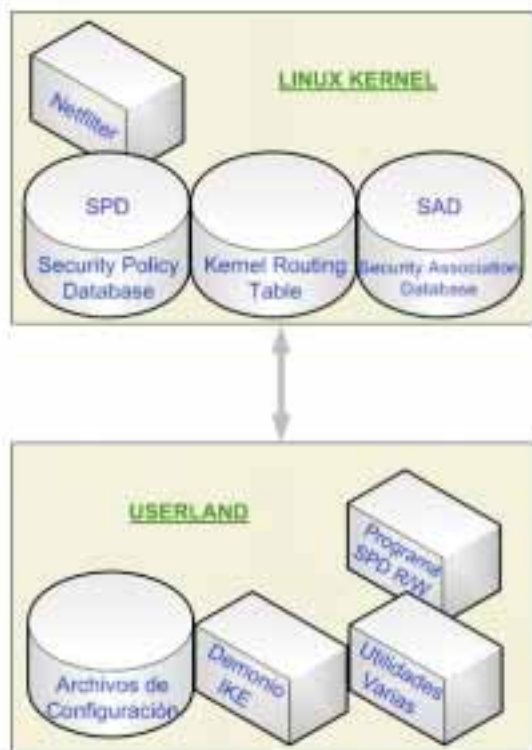 LINUX KERNEL
Netfilter
SPD
Security Policy
Database
Kernel Routing
Table
SAD
Security Association
Database
USERLAND
Programa
SPD R/W
Archivos de
Configuración
Demonio
IKE
Utilidades
Varias